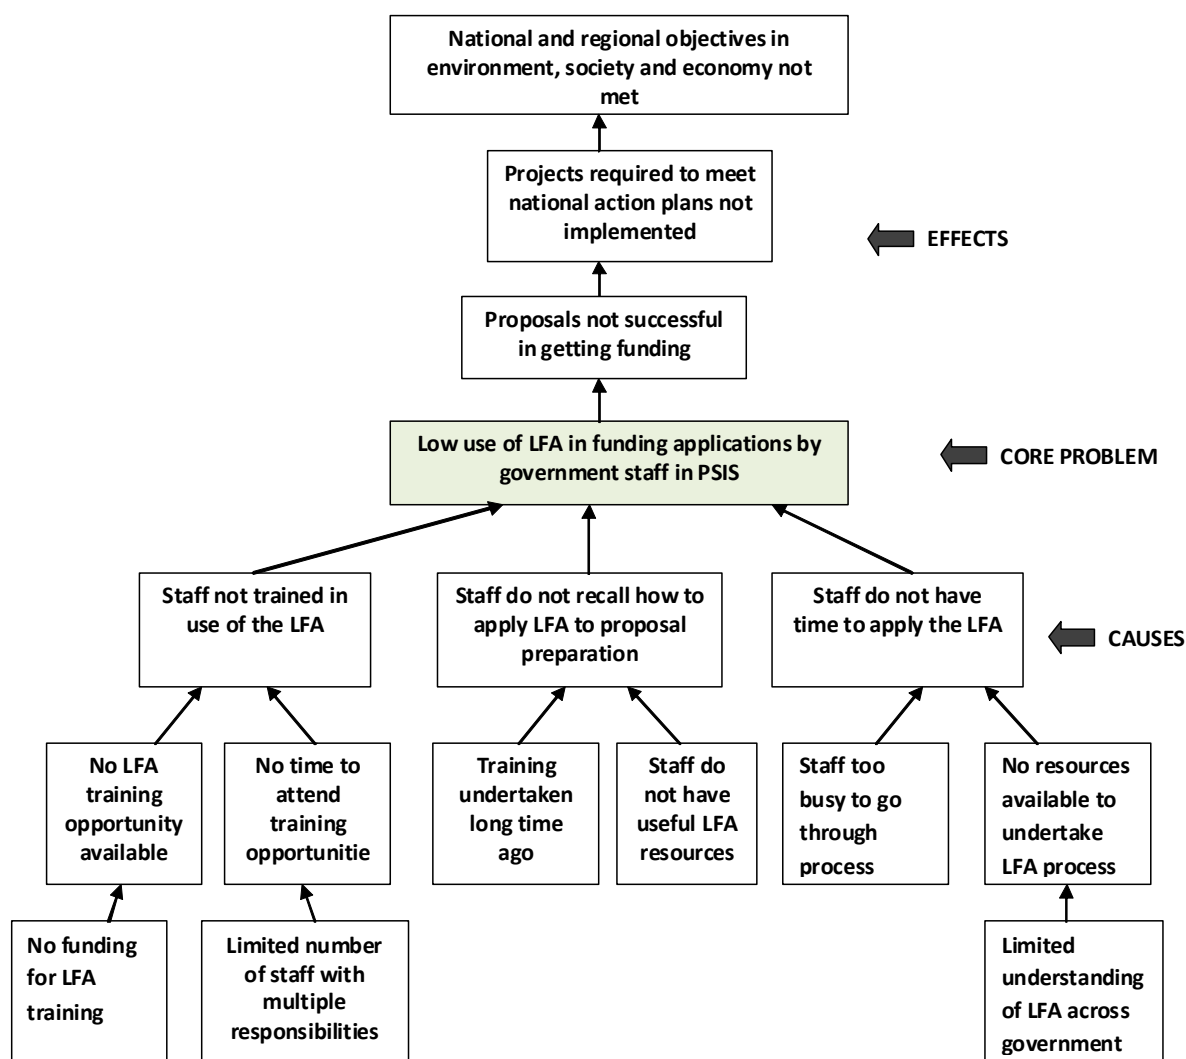 National and regional objectives in
environment, society and economy not
met
Projects required to meet
national action plans not
implemented
EFFECTS
Proposals not successful
in getting funding
Low use of LFA in funding applications by
government staff in PSIS
CORE PROBLEM
Staff not trained in
use of the LFA
Staff do not recall how to
apply LFA to proposal
preparation
Staff do not have
time to apply the LFA
CAUSES
No LFA
training
opportunity
available
No time to
attend
training
opportunitie
Training
undertaken
long time
ago
Staff do
not have
useful LFA
resources
Staff too
busy to go
through
process
No resources
available to
undertake
LFA process
No funding
for LFA
training
Limited number
of staff with
multiple
responsibilities
Limited
understanding
of LFA across
government